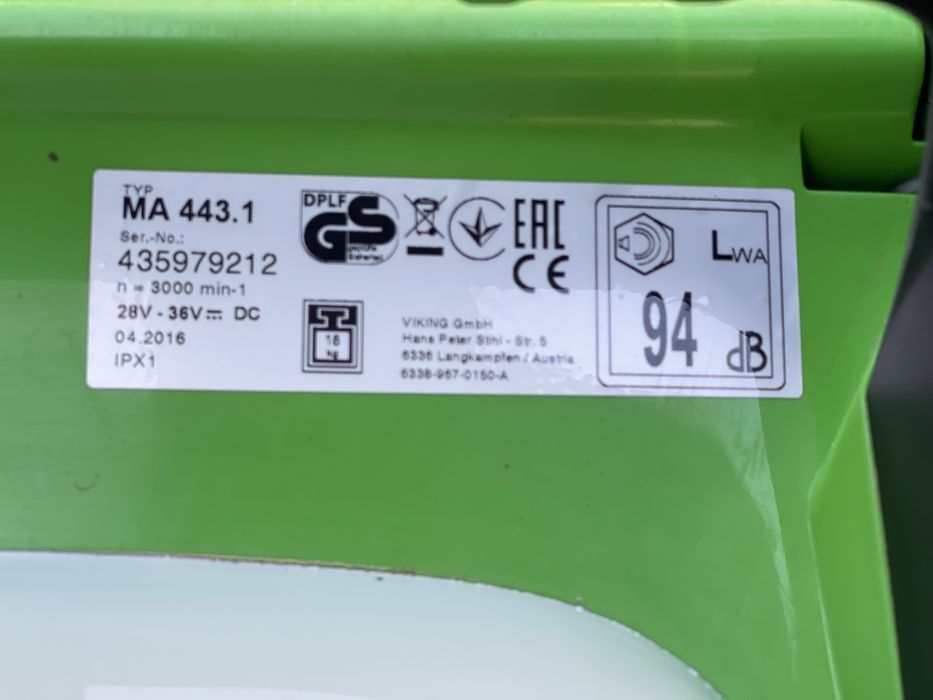 TYP
MA 443.1
Ser.-No.:
435979212
n = 3000 min-1
28V - 36V⎓ DC
04.2016
IPX1
DPLF
GS
geprüfte
Sicherheit
EAC
CE
18
kg
VIKING GmbH
Hans Peter Stihl - Str. 5
6336 Langkampfen / Austria
6338-967-0150-A
LWA
94
dB